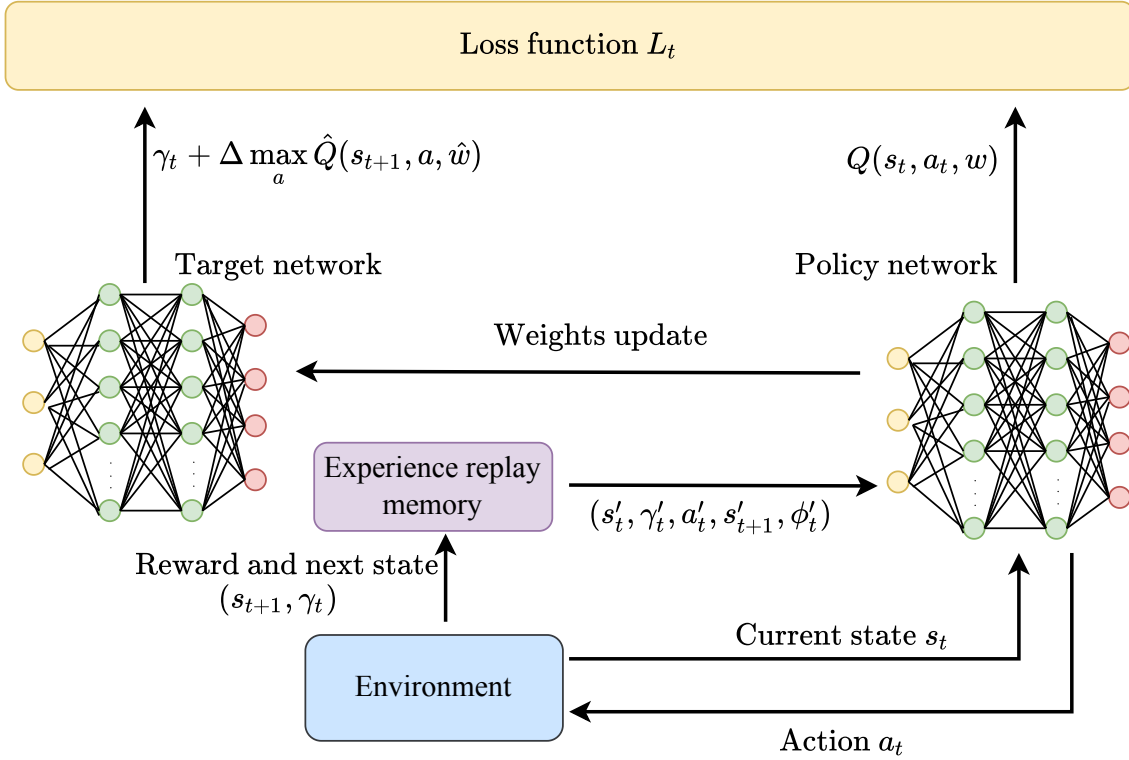 Loss function $L_t$
$\gamma_t + \Delta \max_a \hat{Q}(s_{t+1}, a, \hat{w})$
$Q(s_t, a_t, w)$
Target network
Policy network
Weights update
Experience replay
memory
$(s'_t, \gamma'_t, a'_t, s'_{t+1}, \phi'_t)$
Reward and next state
$(s_{t+1}, \gamma_t)$
Current state $s_t$
Environment
Action $a_t$